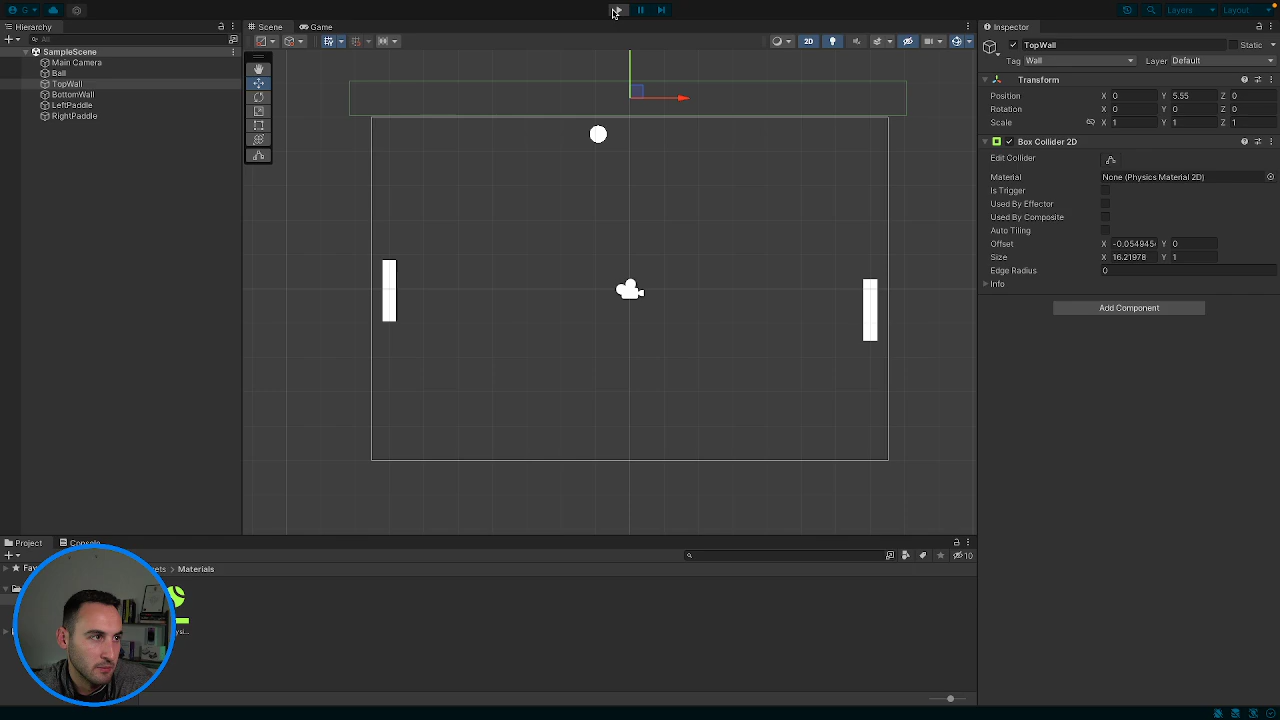 G
Layers
Layout
Hierarchy
Scene
Game
Inspector
All
2D
SampleScene
Main Camera
Ball
TopWall
BottomWall
LeftPaddle
RightPaddle
TopWall
Static
Tag Wall
Layer Default
Transform
Position X 0 Y 5.55 Z 0
Rotation X 0 Y 0 Z 0
Scale X 1 Y 1 Z 1
Box Collider 2D
Edit Collider
Material None (Physics Material 2D)
Is Trigger
Used By Effector
Used By Composite
Auto Tiling
Offset X -0.054945 Y 0
Size X 16.21978 Y 1
Edge Radius 0
Info
Add Component
Project
Console
10
Materials